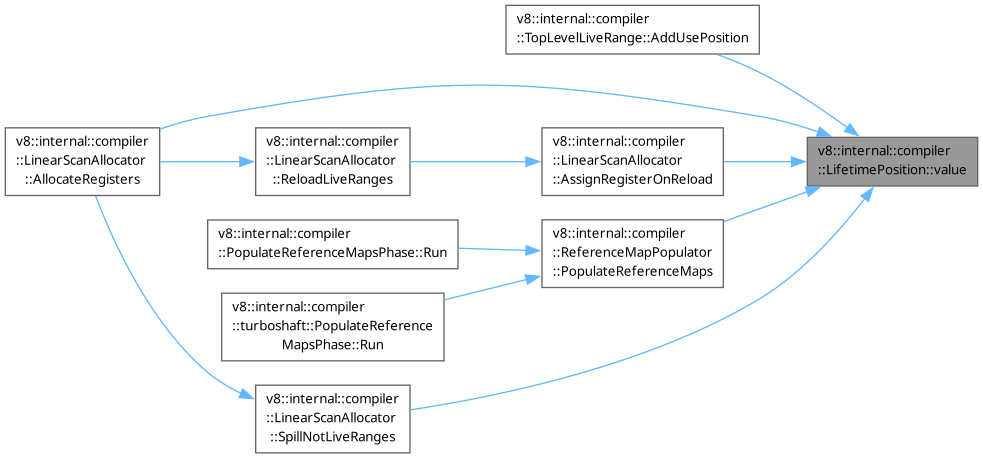 v8::internal::compiler
::TopLevelLiveRange::AddUsePosition
v8::internal::compiler
::LinearScanAllocator
::AllocateRegisters
v8::internal::compiler
::LinearScanAllocator
::ReloadLiveRanges
v8::internal::compiler
::LinearScanAllocator
::AssignRegisterOnReload
v8::internal::compiler
::LifetimePosition::value
v8::internal::compiler
::PopulateReferenceMapsPhase::Run
v8::internal::compiler
::ReferenceMapPopulator
::PopulateReferenceMaps
v8::internal::compiler
::turboshaft::PopulateReference
MapsPhase::Run
v8::internal::compiler
::LinearScanAllocator
::SpillNotLiveRanges